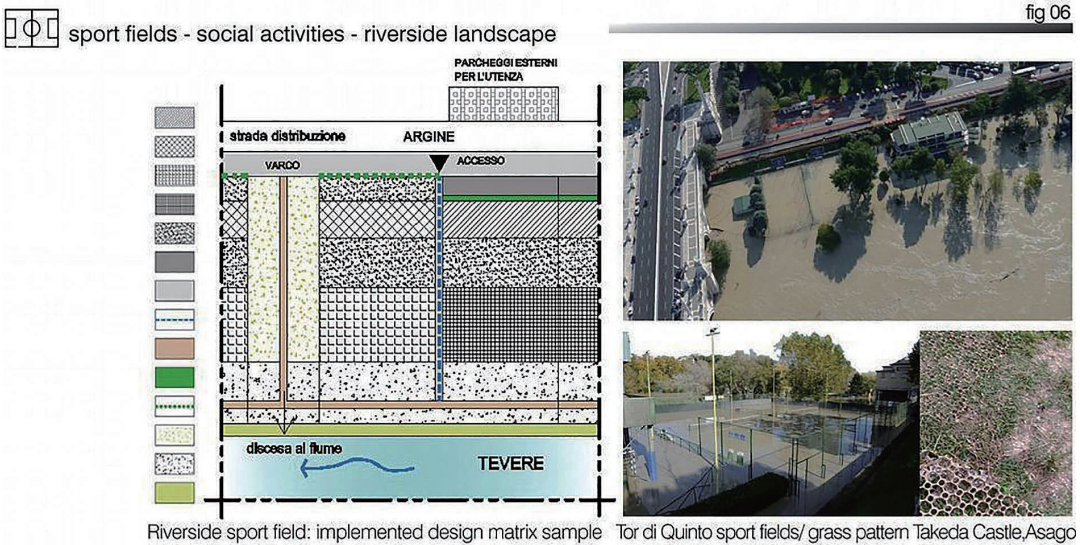 fig 06
sport fields - social activities - riverside landscape
PARCHEGGI ESTERNI
PER L'UTENZA
strada distribuzione
ARGINE
VARCO
ACCESSO
discesa al fiume
TEVERE
Riverside sport field: implemented design matrix sample
Tor di Quinto sport fields/ grass pattern Takeda Castle,Asago